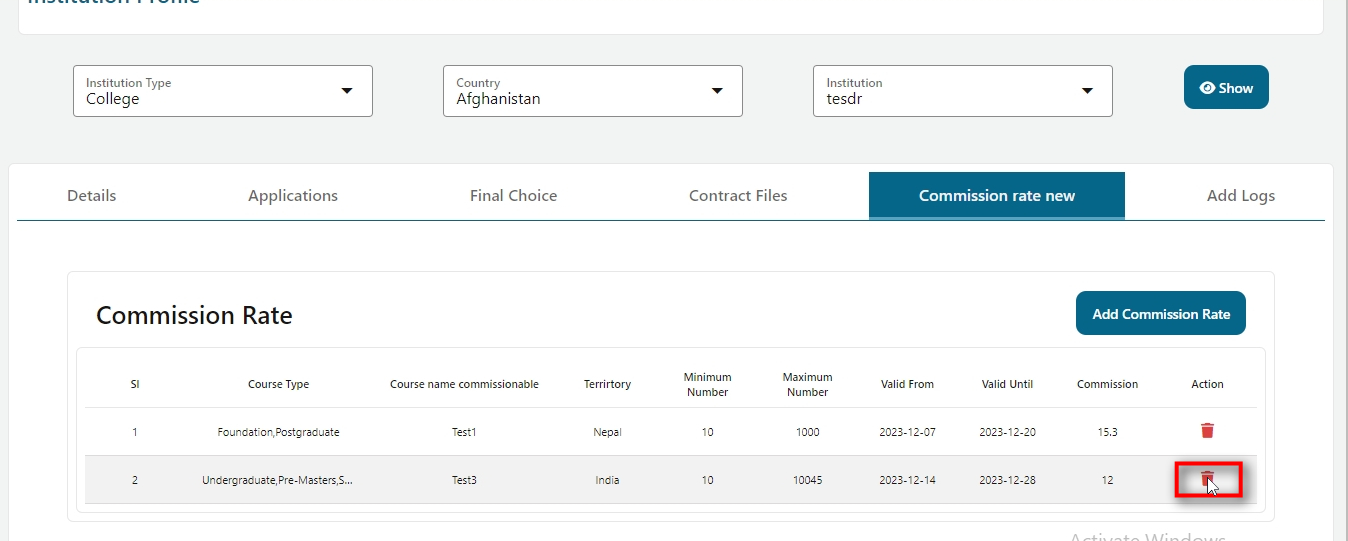 Institution Profile
Institution Type
College
Country
Afghanistan
Institution
tesdr
Show
Details Applications Final Choice Contract Files Commission rate new Add Logs
Commission Rate
Add Commission Rate
Sl Course Type Course name commissionable Terrirtory Minimum Number Maximum Number Valid From Valid Until Commission Action
1 Foundation,Postgraduate Test1 Nepal 10 1000 2023-12-07 2023-12-20 15.3
2 Undergraduate,Pre-Masters,S... Test3 India 10 10045 2023-12-14 2023-12-28 12
Activate Windows